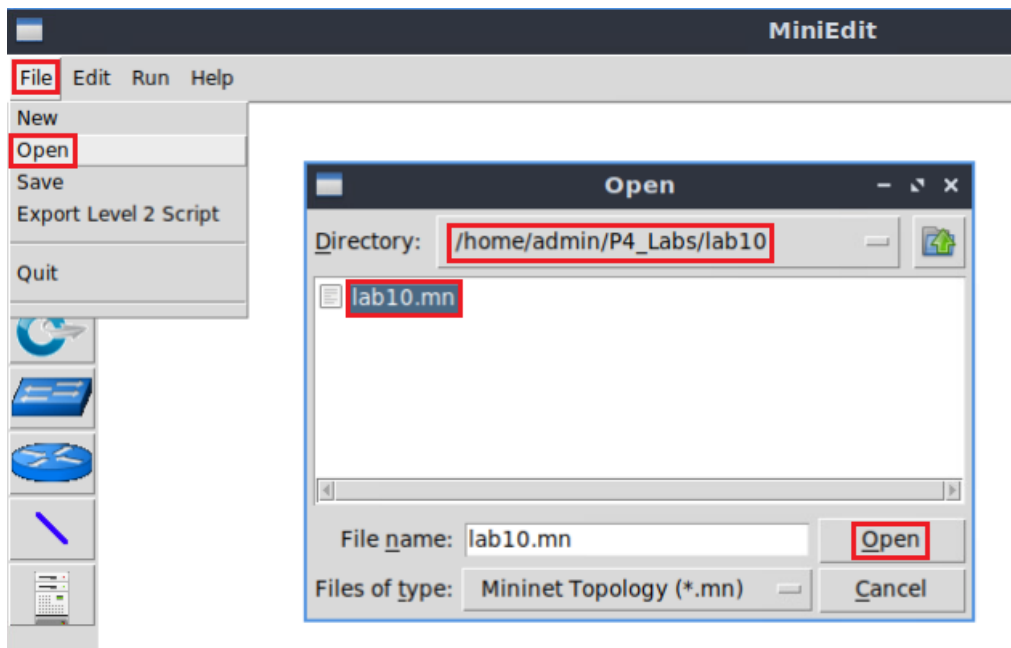 MiniEdit
File Edit Run Help
New
Open
Save
Export Level 2 Script
Quit
Open
Directory: /home/admin/P4_Labs/lab10
lab10.mn
File name: lab10.mn Open
Files of type: Mininet Topology (*.mn) Cancel